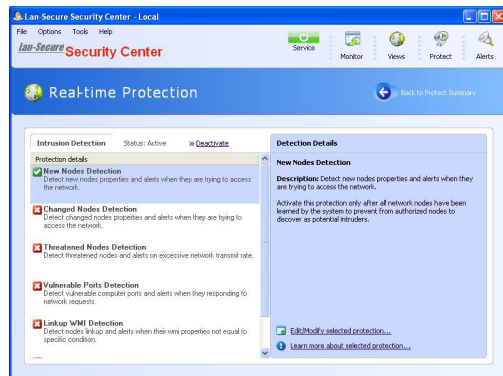 Lan-Secure Security Center - Local
File Options Tools Help
Lan-Secure Security Center
Service
Monitor
Views
Protect
Alerts
Real-time Protection
Back to Protect Summary
Intrusion Detection Status: Active » Deactivate
Protection details
New Nodes Detection
Detect new nodes properties and alerts when they are trying to access
the network.
Changed Nodes Detection
Detect changed nodes properties and alerts when they are trying to
access the network.
Threatened Nodes Detection
Detect threatened nodes and alerts on excessive network transmit rate.
Vulnerable Ports Detection
Detect vulnerable computer ports and alerts when they responding to
network requests.
Linkup WMI Detection
Detect nodes linkup and alerts when their wmi properties not equal to
specific condition.
Detection Details
New Nodes Detection
Description: Detect new nodes properties and alerts when they
are trying to access the network.
Activate this protection only after all network nodes have been
learned by the system to prevent from authorized nodes to
discover as potential intruders.
Edit/Modify selected protection...
Learn more about selected protection...